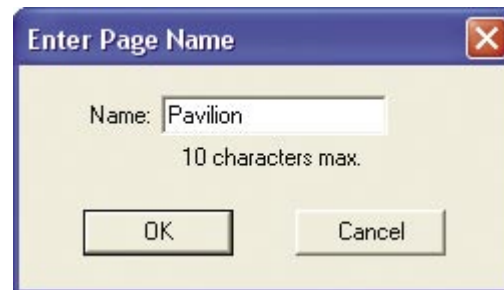 Enter Page Name
Name: Pavilion
10 characters max.
OK Cancel